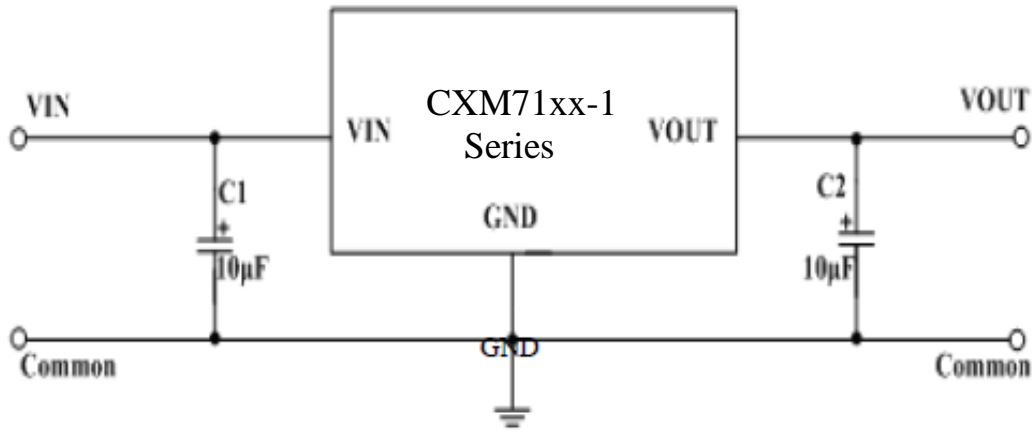 VIN
VOUT
CXM71xx-1
Series
VIN
VOUT
GND
C1
+
10μF
C2
+
10μF
GND
Common
Common